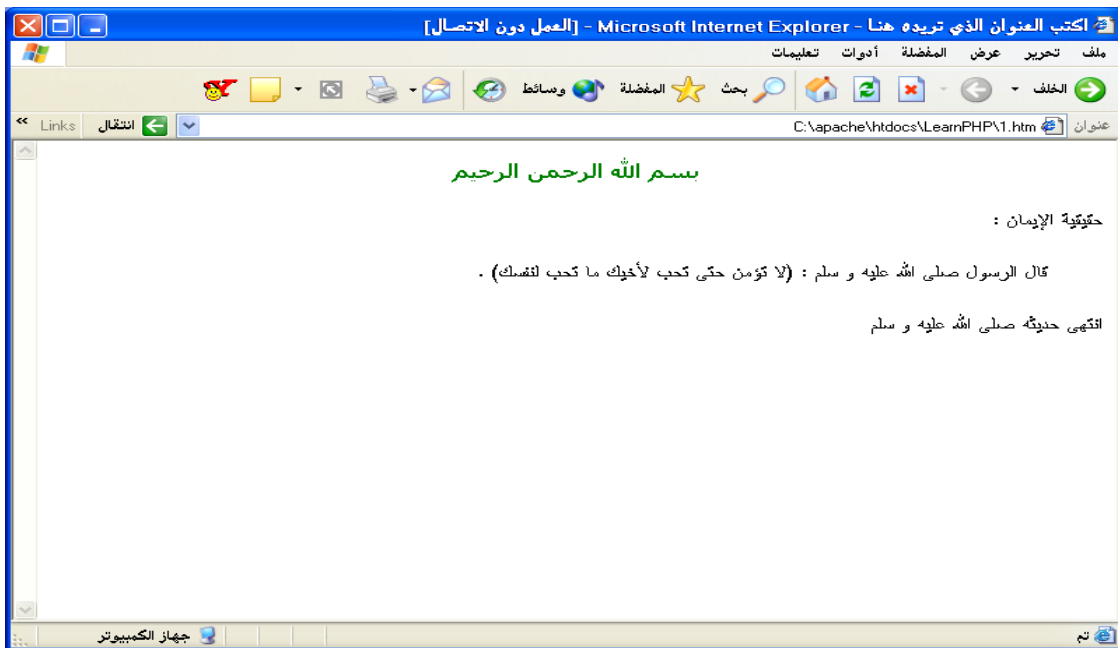 اكتب العنوان الذي تريده هنا - Microsoft Internet Explorer - [العمل دون الاتصال]
ملف تحرير عرض المفضلة أدوات تعليمات
الخلف بحث المفضلة وسائط
عنوان C:\apache\htdocs\LearnPHP\1.htm انتقال Links »
بسم الله الرحمن الرحيم
حقيقية الإيمان :
قال الرسول صلى الله عليه و سلم : (لا تؤمن حتى تحب لأخيك ما تحب لنفسك) .
انتهى حديثه صلى الله عليه و سلم
تم جهاز الكمبيوتر